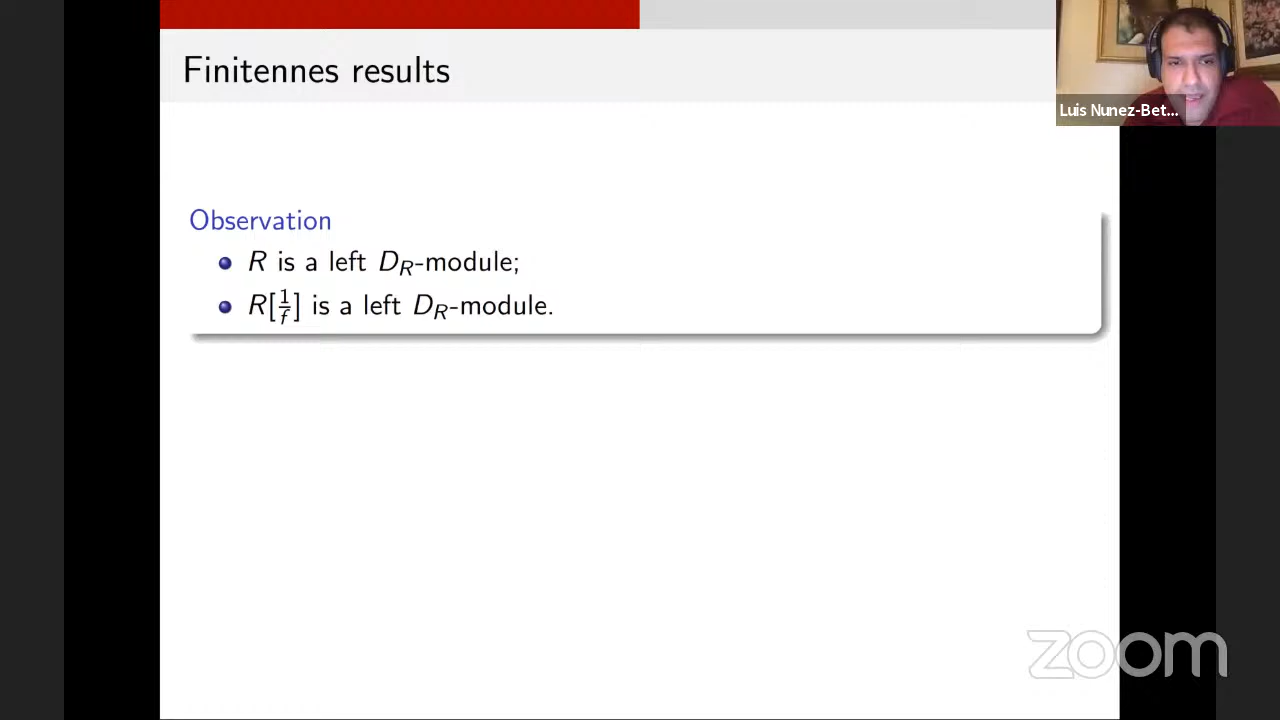 Finitennes results
Luis Nunez-Bet...
Observation
R is a left D_R-module;
R[1/f] is a left D_R-module.
zoom